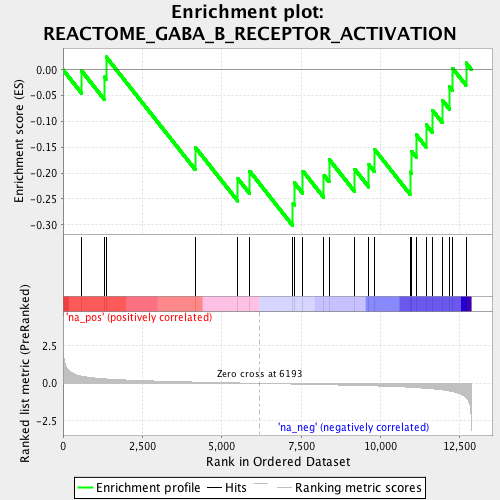 Enrichment plot:
REACTOME_GABA_B_RECEPTOR_ACTIVATION
Enrichment score (ES)
0.00
-0.05
-0.10
-0.15
-0.20
-0.25
-0.30
'na_pos' (positively correlated)
Ranked list metric (PreRanked)
2.5
0.0
-2.5
Zero cross at 6193
'na_neg' (negatively correlated)
0
2,500
5,000
7,500
10,000
12,500
Rank in Ordered Dataset
Enrichment profile
Hits
Ranking metric scores